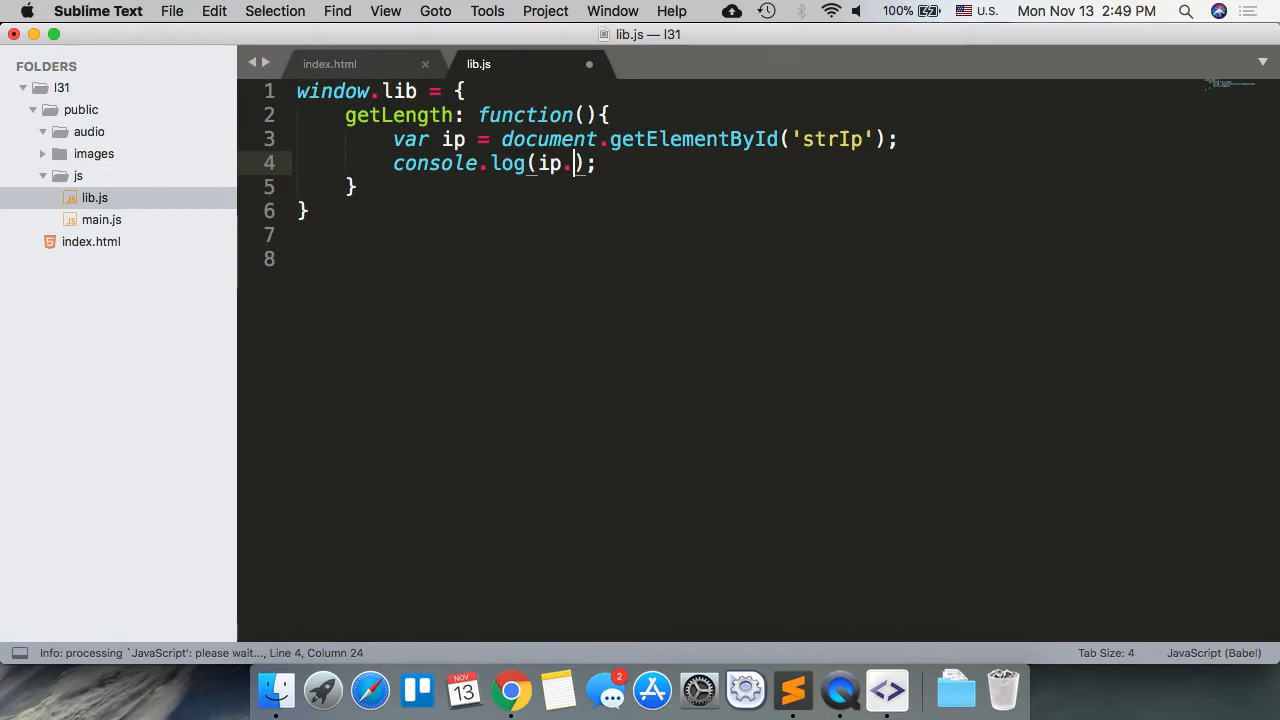 Sublime Text File Edit Selection Find View Goto Tools Project Window Help 100% U.S. Mon Nov 13 2:49 PM
lib.js — l31
FOLDERS
l31
public
audio
images
js
lib.js
main.js
index.html
index.html × lib.js
1 window.lib = {
2 getLength: function(){
3 var ip = document.getElementById('strIp');
4 console.log(ip.);
5 }
6 }
7
8
Info: processing `JavaScript': please wait..., Line 4, Column 24 Tab Size: 4 JavaScript (Babel)
NOV
13
2